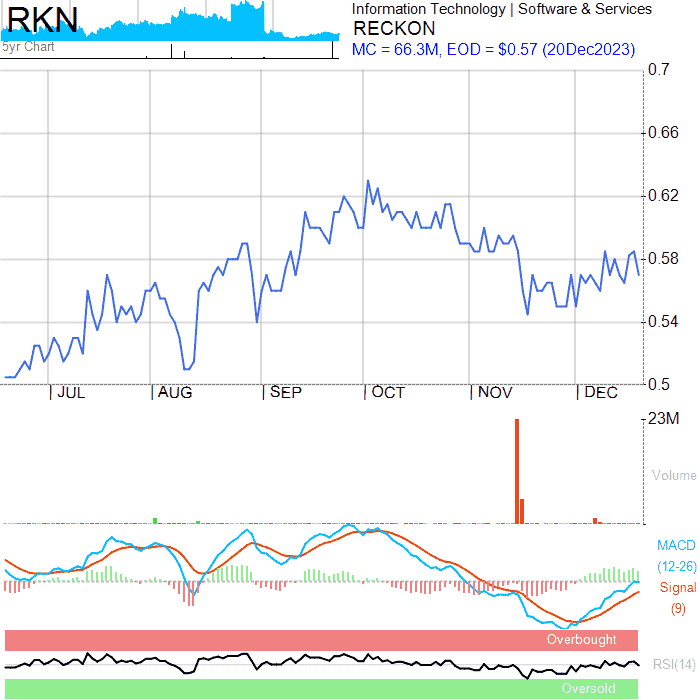 RKN
5yr Chart
Information Technology | Software & Services
RECKON
MC = 66.3M, EOD = $0.57 (20Dec2023)
0.7
0.66
0.62
0.58
0.54
0.5
JUL AUG SEP OCT NOV DEC
23M
Volume
MACD
(12-26)
Signal
(9)
Overbought
RSI(14)
Oversold